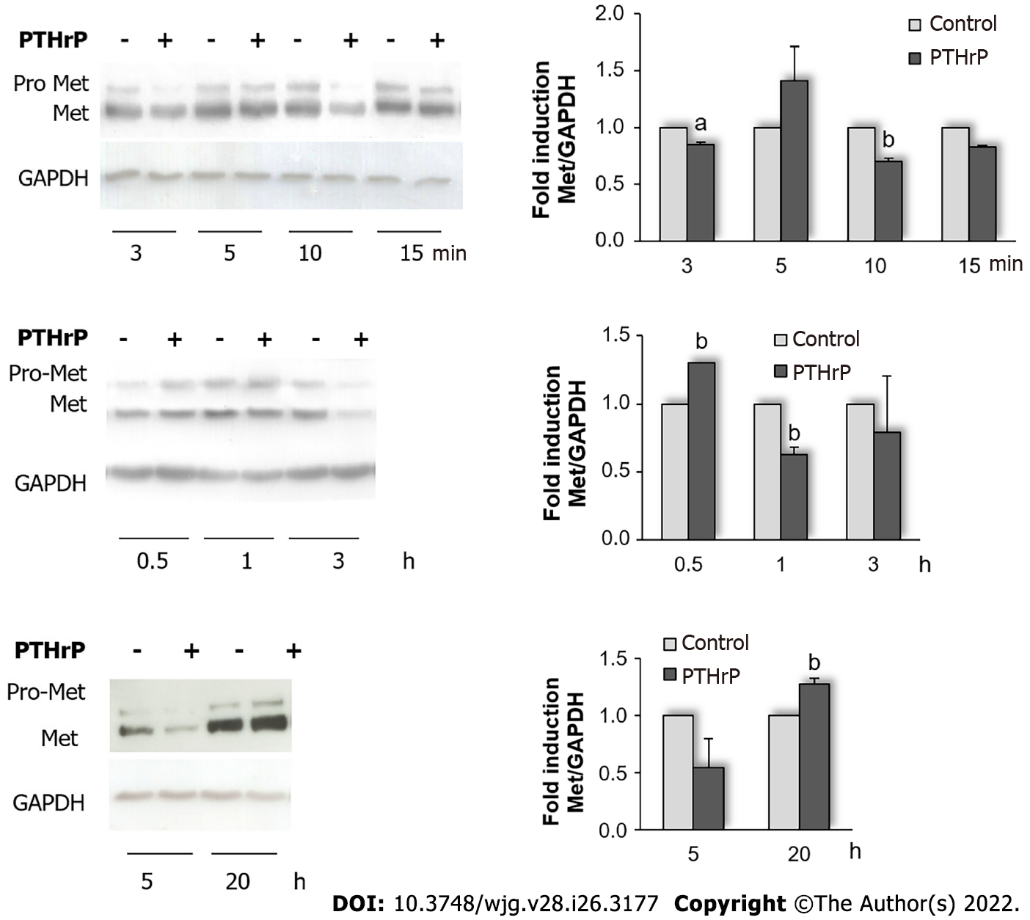 PTHrP - + - + - + - +
Pro Met
Met
GAPDH
3 5 10 15 min
2.0
1.5
1.0
0.5
0.0
Fold induction
Met/GAPDH
Control
PTHrP
a
b
3 5 10 15 min
PTHrP - + - + - +
Pro-Met
Met
GAPDH
0.5 1 3 h
1.5
1.0
0.5
0.0
Fold induction
Met/GAPDH
Control
PTHrP
b
b
0.5 1 3 h
PTHrP - + - +
Pro-Met
Met
GAPDH
5 20 h
1.5
1.0
0.5
0.0
Fold induction
Met/GAPDH
Control
PTHrP
b
5 20 h
DOI: 10.3748/wjg.v28.i26.3177 Copyright ©The Author(s) 2022.